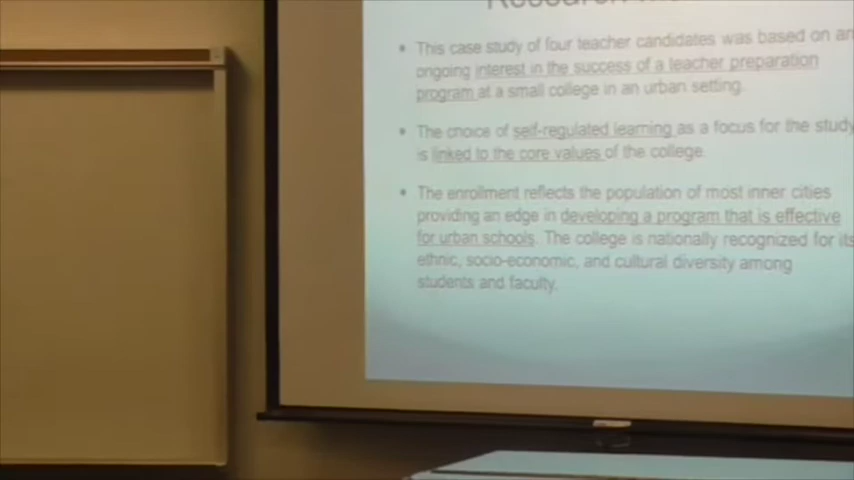 Research
• This case study of four teacher candidates was based on an
ongoing interest in the success of a teacher preparation
program at a small college in an urban setting.
• The choice of self-regulated learning as a focus for the study
is linked to the core values of the college.
• The enrollment reflects the population of most inner cities
providing an edge in developing a program that is effective
for urban schools. The college is nationally recognized for its
ethnic, socio-economic, and cultural diversity among
students and faculty.